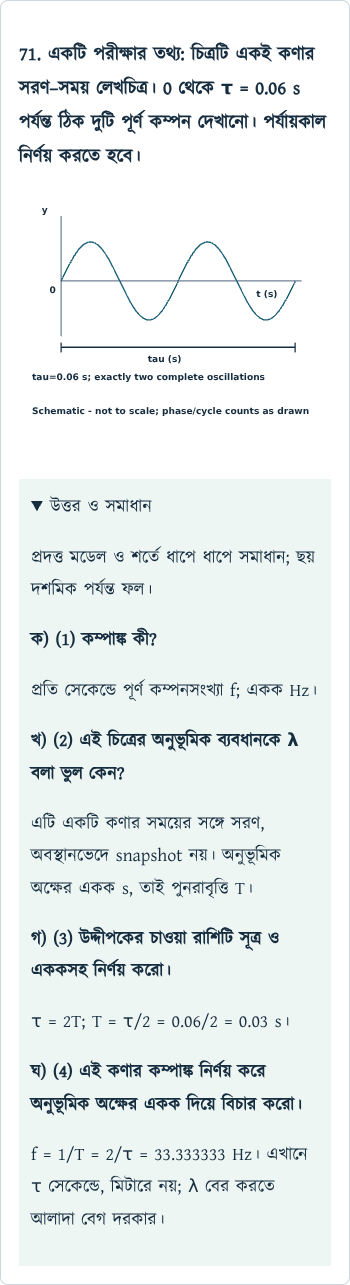 71. একটি পরীক্ষার তথ্য: চিত্রটি একই কণার
সরণ–সময় লেখচিত্র। 0 থেকে τ = 0.06 s
পর্যন্ত ঠিক দুটি পূর্ণ কম্পন দেখানো। পর্যায়কাল
নির্ণয় করতে হবে।
y
0
t (s)
tau (s)
tau=0.06 s; exactly two complete oscillations
Schematic - not to scale; phase/cycle counts as drawn
▼ উত্তর ও সমাধান
প্রদত্ত মডেল ও শর্তে ধাপে ধাপে সমাধান; ছয়
দশমিক পর্যন্ত ফল।
ক) (1) কম্পাঙ্ক কী?
প্রতি সেকেন্ডে পূর্ণ কম্পনসংখ্যা f; একক Hz।
খ) (2) এই চিত্রের অনুভূমিক ব্যবধানকে λ
বলা ভুল কেন?
এটি একটি কণার সময়ের সঙ্গে সরণ,
অবস্থানভেদে snapshot নয়। অনুভূমিক
অক্ষের একক s, তাই পুনরাবৃত্তি T।
গ) (3) উদ্দীপকের চাওয়া রাশিটি সূত্র ও
এককসহ নির্ণয় করো।
τ = 2T; T = τ/2 = 0.06/2 = 0.03 s।
ঘ) (4) এই কণার কম্পাঙ্ক নির্ণয় করে
অনুভূমিক অক্ষের একক দিয়ে বিচার করো।
f = 1/T = 2/τ = 33.333333 Hz। এখানে
τ সেকেন্ডে, মিটারে নয়; λ বের করতে
আলাদা বেগ দরকার।